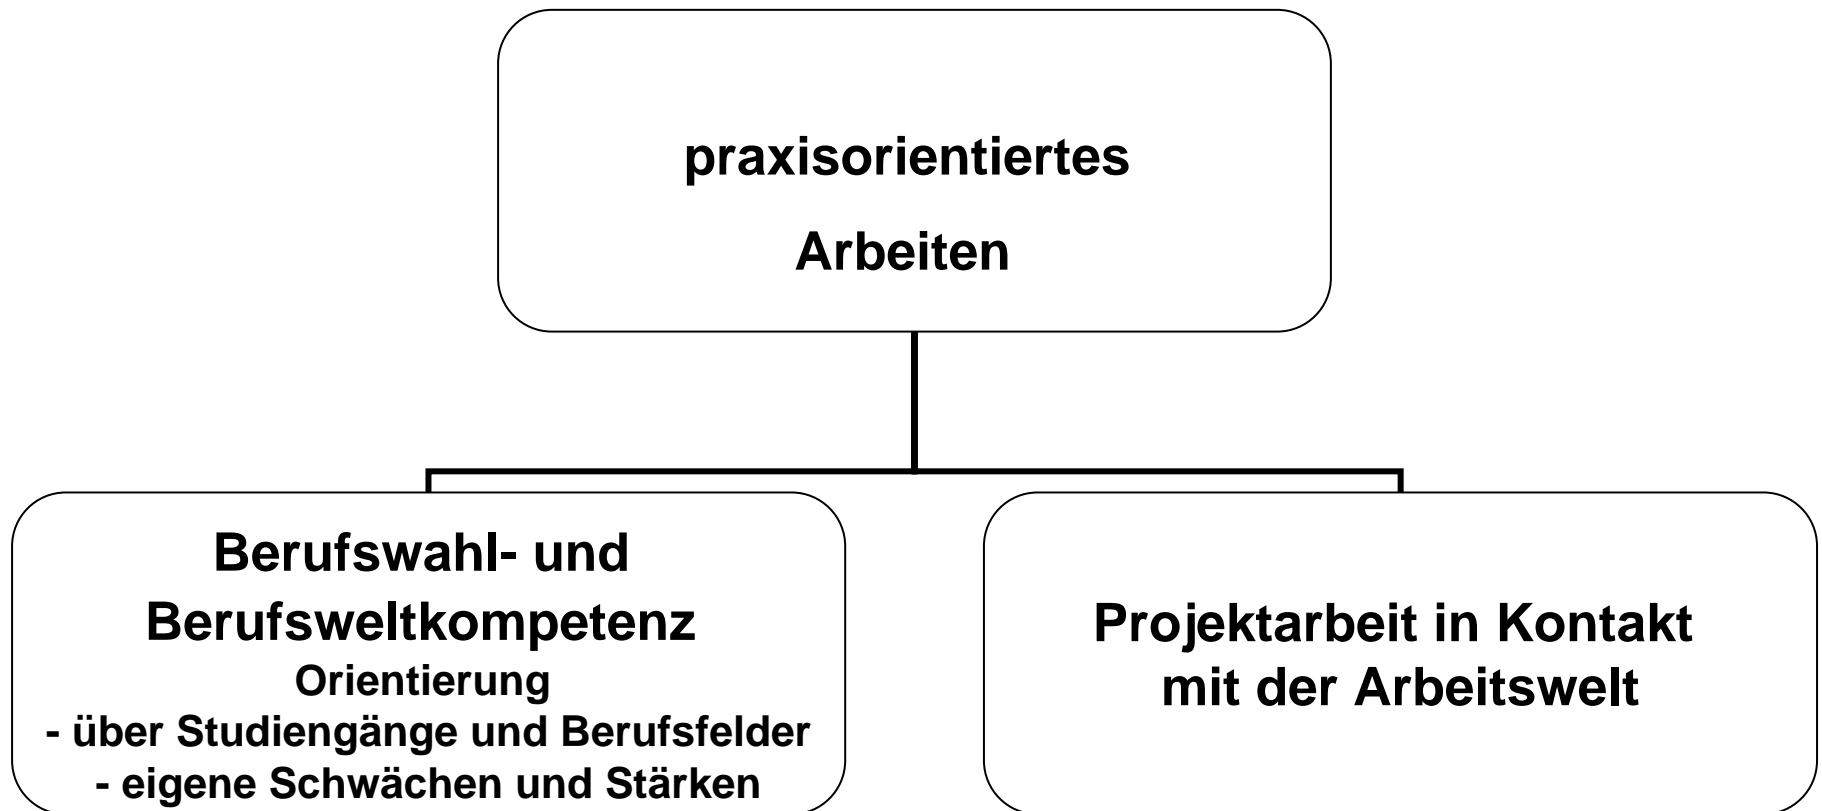 praxisorientiertes
Arbeiten
Berufswahl- und
Berufsweltkompetenz
Orientierung
- über Studiengänge und Berufsfelder
- eigene Schwächen und Stärken
Projektarbeit in Kontakt
mit der Arbeitswelt